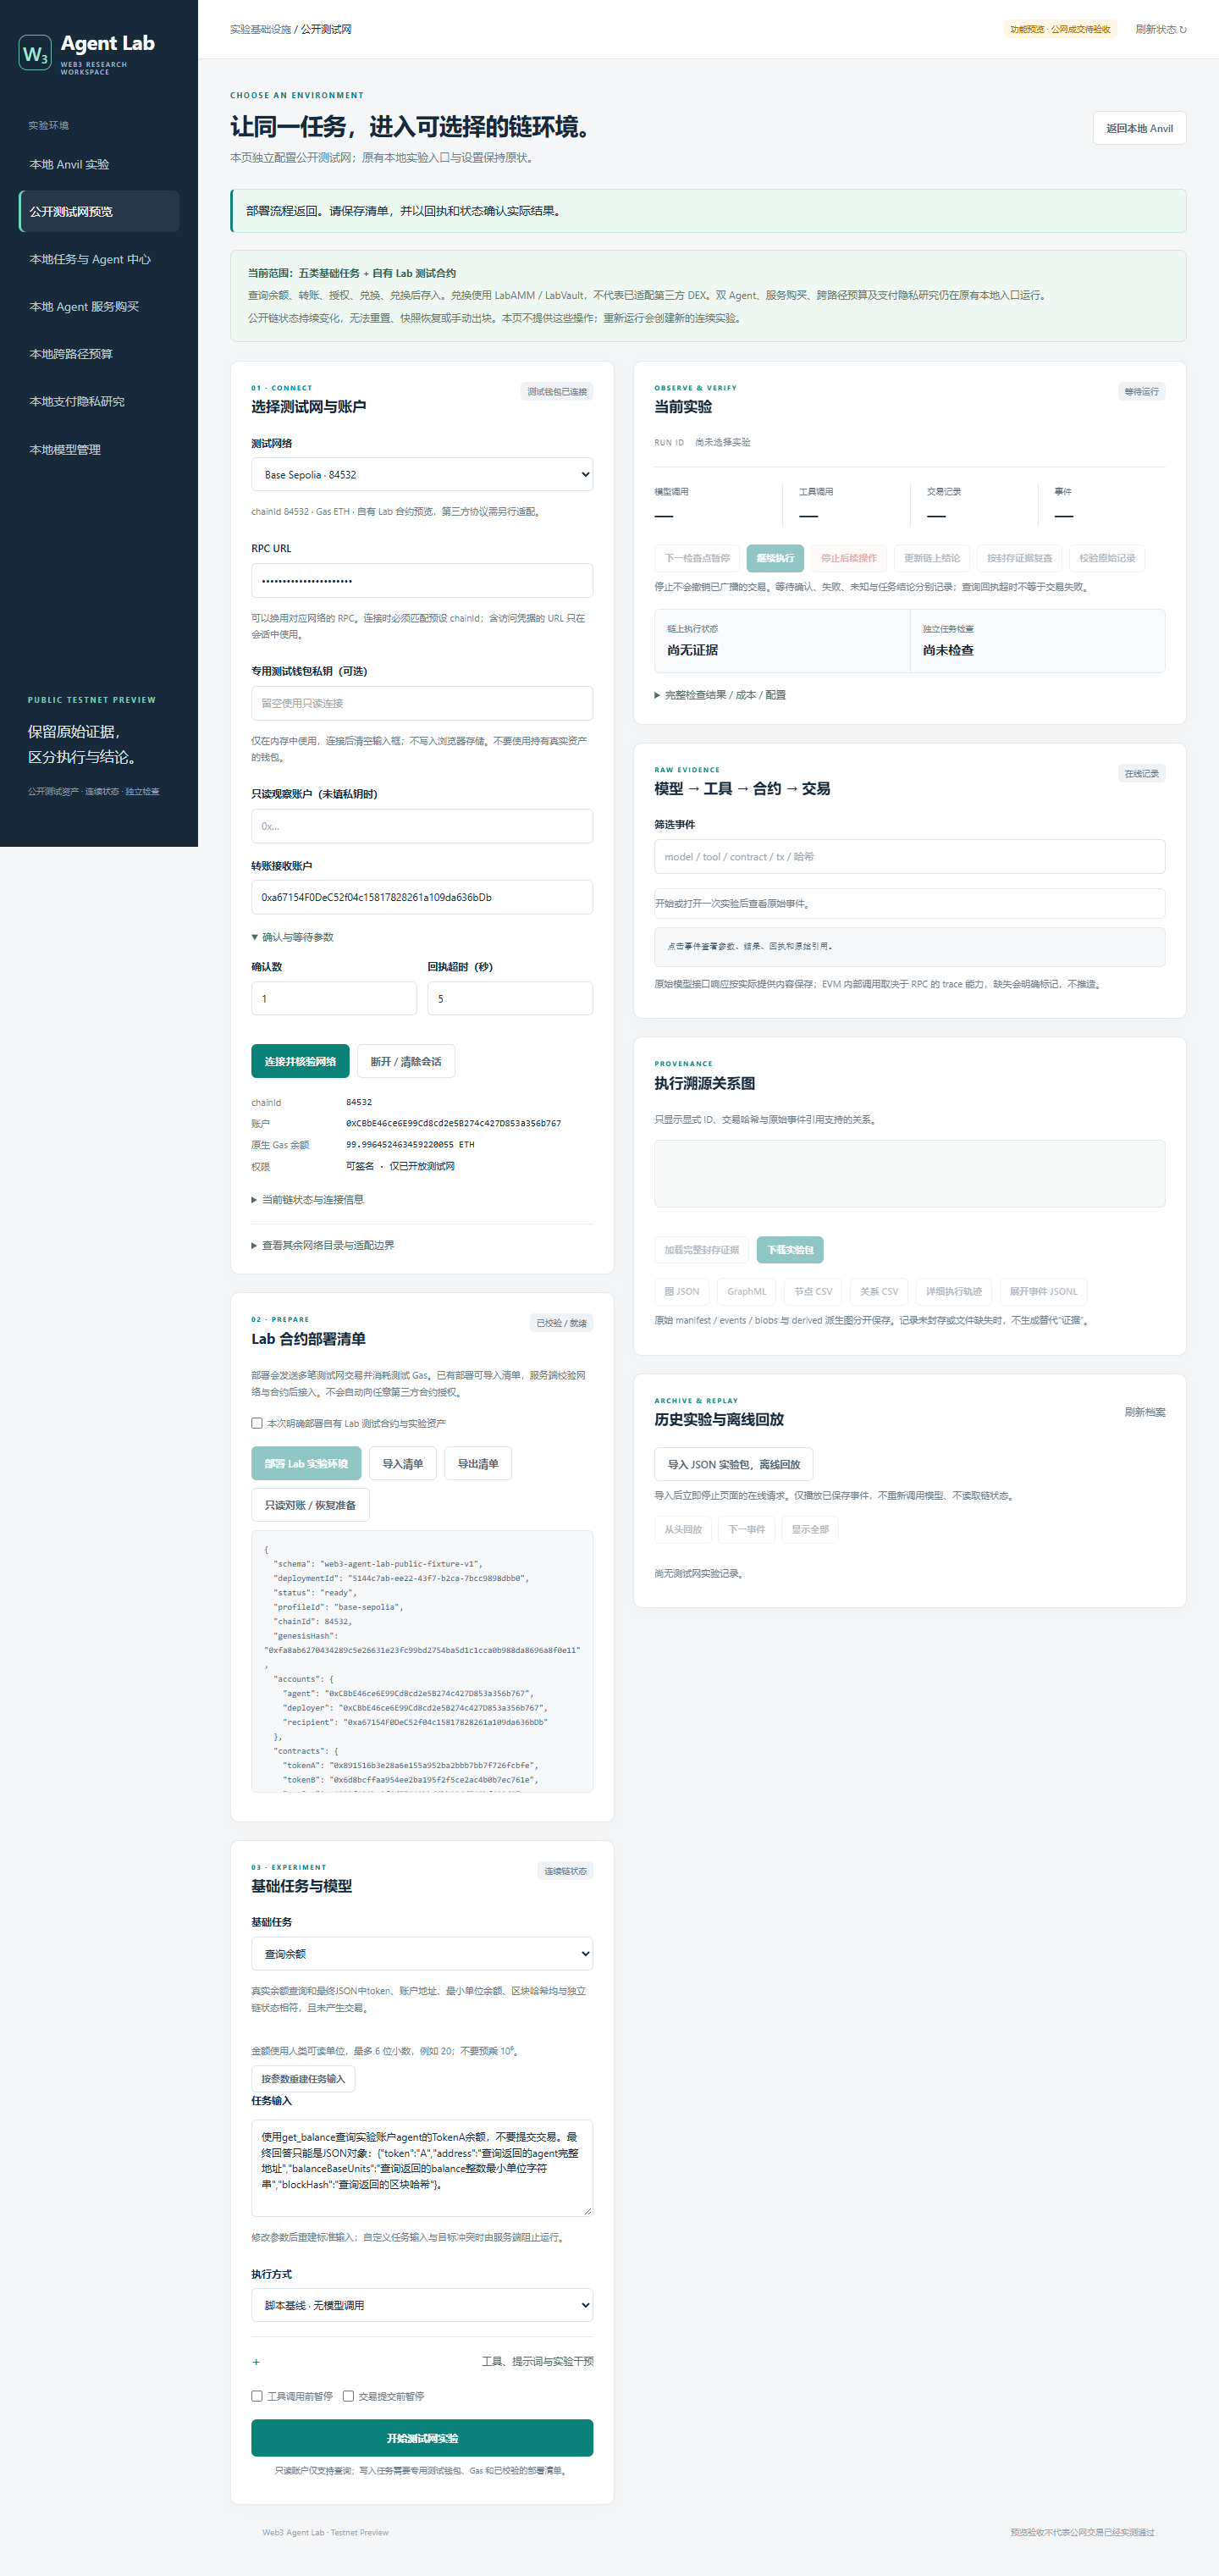 W3
Agent Lab
WEB3 RESEARCH
WORKSPACE
实验环境
本地 Anvil 实验
公开测试网预览
本地任务与 Agent 中心
本地 Agent 服务购买
本地跨路径预算
本地支付隐私研究
本地模型管理
PUBLIC TESTNET PREVIEW
保留原始证据，
区分执行与结论。
公开测试资产 · 连续状态 · 独立检查
实验基础设施 / 公开测试网
功能预览 · 公网成交待验收
刷新状态 ↻
CHOOSE AN ENVIRONMENT
让同一任务，进入可选择的链环境。
本页独立配置公开测试网；原有本地实验入口与设置保持原状。
返回本地 Anvil
部署流程返回。请保存清单，并以回执和状态确认实际结果。
当前范围：五类基础任务 + 自有 Lab 测试合约
查询余额、转账、授权、兑换、兑换后存入。兑换使用 LabAMM / LabVault，不代表已适配第三方 DEX。双 Agent、服务购买、跨路径预算及支付隐私研究仍在原有本地入口运行。
公开链状态持续变化，无法重置、快照恢复或手动出块。本页不提供这些操作；重新运行会创建新的连续实验。
01 · CONNECT
选择测试网与账户
测试钱包已连接
测试网络
Base Sepolia · 84532
chainId 84532 · Gas ETH · 自有 Lab 合约预览，第三方协议需另行适配。
RPC URL
••••••••••••••••••••••
可以换用对应网络的 RPC。连接时必须匹配预设 chainId；含访问凭据的 URL 只在
会话中使用。
专用测试钱包私钥（可选）
留空使用只读连接
仅在内存中使用，连接后清空输入框；不写入浏览器存储。不要使用持有真实资产
的钱包。
只读观察账户（未填私钥时）
0x...
转账接收账户
0xa67154F0DeC52f04c15817828261a109da636bDb
▼ 确认与等待参数
确认数
回执超时（秒）
1
5
连接并核验网络
断开 / 清除会话
chainId 84532
账户 0xCBbE46ce6E99Cd8cd2e5B274c427D853a356b767
原生 Gas 余额 99.996452463459220055 ETH
权限 可签名 · 仅已开放测试网
▶ 当前链状态与连接信息
▶ 查看其余网络目录与适配边界
02 · PREPARE
Lab 合约部署清单
已校验 / 就绪
部署会发送多笔测试网交易并消耗测试 Gas。已有部署可导入清单，服务端校验网
络与合约后接入。不会自动向任意第三方合约授权。
本次明确部署自有 Lab 测试合约与实验资产
部署 Lab 实验环境
导入清单
导出清单
只读对账 / 恢复准备
{
"schema": "web3-agent-lab-public-fixture-v1",
"deploymentId": "5144c7ab-ee22-43f7-b2ca-7bcc9898dbb0",
"status": "ready",
"profileId": "base-sepolia",
"chainId": 84532,
"genesisHash":
"0xfa8ab6270434289c5e26631e23fc99bd2754ba5d1c1cca0b988da8696a8f0e11"
,
"accounts": {
"agent": "0xCBbE46ce6E99Cd8cd2e5B274c427D853a356b767",
"deployer": "0xCBbE46ce6E99Cd8cd2e5B274c427D853a356b767",
"recipient": "0xa67154F0DeC52f04c15817828261a109da636bDb"
},
"contracts": {
"tokenA": "0x891516b3e28a6e155a952ba2bbb7bb7f726fcbfe",
"tokenB": "0x6d8bcffaa954ee2ba195f2f5ce2ac4b0b7ec761e",
03 · EXPERIMENT
基础任务与模型
连续链状态
基础任务
查询余额
真实余额查询和最终JSON中token、账户地址、最小单位余额、区块哈希均与独立
链状态相符，且未产生交易。
金额使用人类可读单位，最多 6 位小数，例如 20；不要预乘 10⁶。
按参数重建任务输入
任务输入
使用get_balance查询实验账户agent的TokenA余额，不要提交交易。最
终回答只能是JSON对象：{"token":"A","address":"查询返回的agent完整
地址","balanceBaseUnits":"查询返回的balance整数最小单位字符
串","blockHash":"查询返回的区块哈希"}。
修改参数后重建标准输入；自定义任务输入与目标冲突时由服务端阻止运行。
执行方式
脚本基线 · 无模型调用
+
工具、提示词与实验干预
工具调用前暂停
交易提交前暂停
开始测试网实验
只读账户仅支持查询；写入任务需要专用测试钱包、Gas 和已校验的部署清单。
OBSERVE & VERIFY
当前实验
等待运行
RUN ID 尚未选择实验
模型调用
工具调用
交易记录
事件
—
—
—
—
下一检查点暂停
继续执行
停止后续操作
更新链上结论
按封存证据复查
校验原始记录
停止不会撤销已广播的交易。等待确认、失败、未知与任务结论分别记录；查询回执超时不等于交易失败。
链上执行状态
尚无证据
独立任务检查
尚未检查
▶ 完整检查结果 / 成本 / 配置
RAW EVIDENCE
模型 → 工具 → 合约 → 交易
在线记录
筛选事件
model / tool / contract / tx / 哈希
开始或打开一次实验后查看原始事件。
点击事件查看参数、结果、回执和原始引用。
原始模型接口响应按实际提供内容保存；EVM 内部调用取决于 RPC 的 trace 能力，缺失会明确标记，不推造。
PROVENANCE
执行溯源关系图
只显示显式 ID、交易哈希与原始事件引用支持的关系。
加载完整封存证据
下载实验包
图 JSON
GraphML
节点 CSV
关系 CSV
详细执行轨迹
展开事件 JSONL
原始 manifest / events / blobs 与 derived 派生图分开保存。记录未封存或文件缺失时，不生成替代“证据”。
ARCHIVE & REPLAY
历史实验与离线回放
刷新档案
导入 JSON 实验包，离线回放
导入后立即停止页面的在线请求。仅播放已保存事件，不重新调用模型、不读取链状态。
从头回放
下一事件
显示全部
尚无测试网实验记录。
Web3 Agent Lab · Testnet Preview
预览验收不代表公网交易已经实测通过